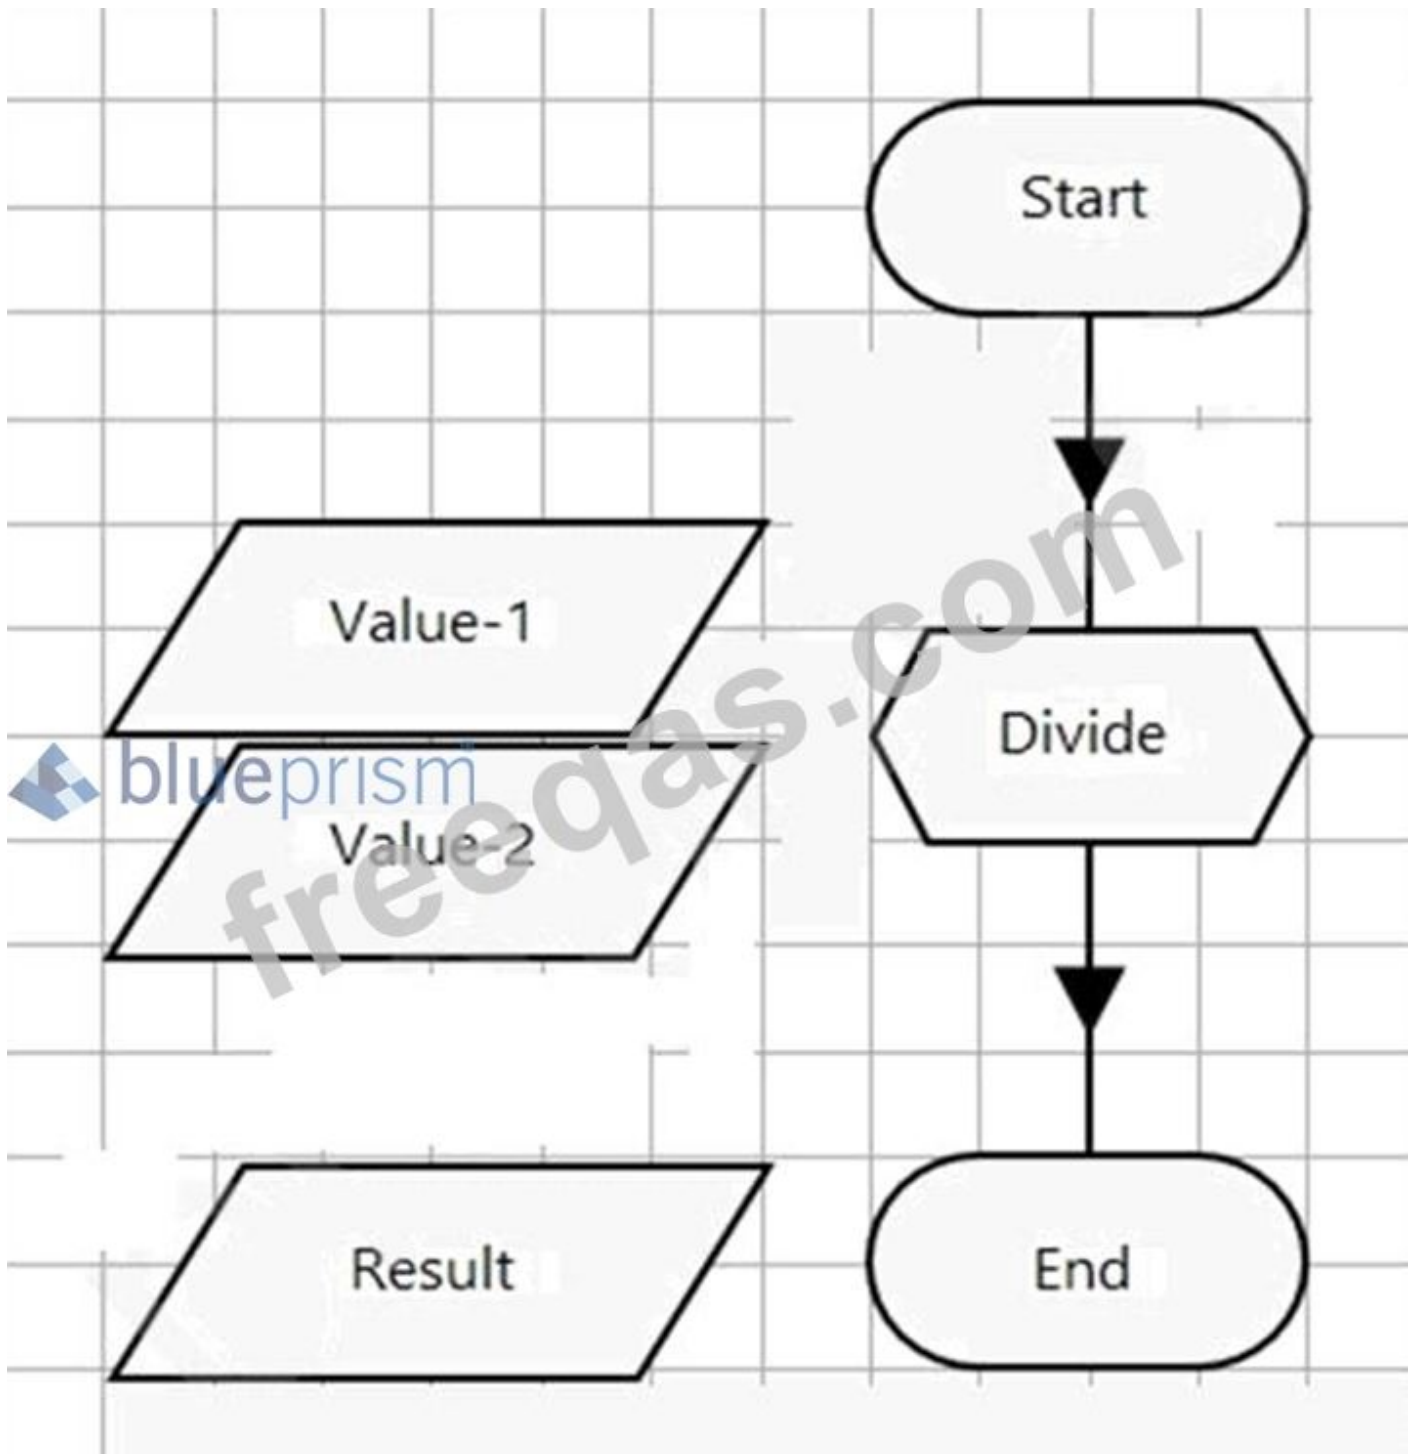 Start
Value-1
Divide
blueprism
Value-2
freeqas.com
Result
End